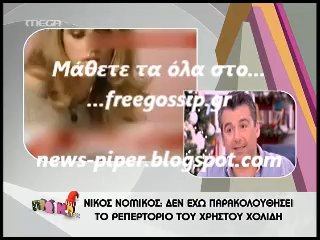 MEGA
Μάθετε τα όλα στο...
...freegossip.gr
news-piper.blogspot.com
ΝΙΚΟΣ ΝΟΜΙΚΟΣ: ΔΕΝ ΕΧΩ ΠΑΡΑΚΟΛΟΥΘΗΣΕΙ
ΤΟ ΡΕΠΕΡΤΟΡΙΟ ΤΟΥ ΧΡΗΣΤΟΥ ΧΟΛΙΔΗ